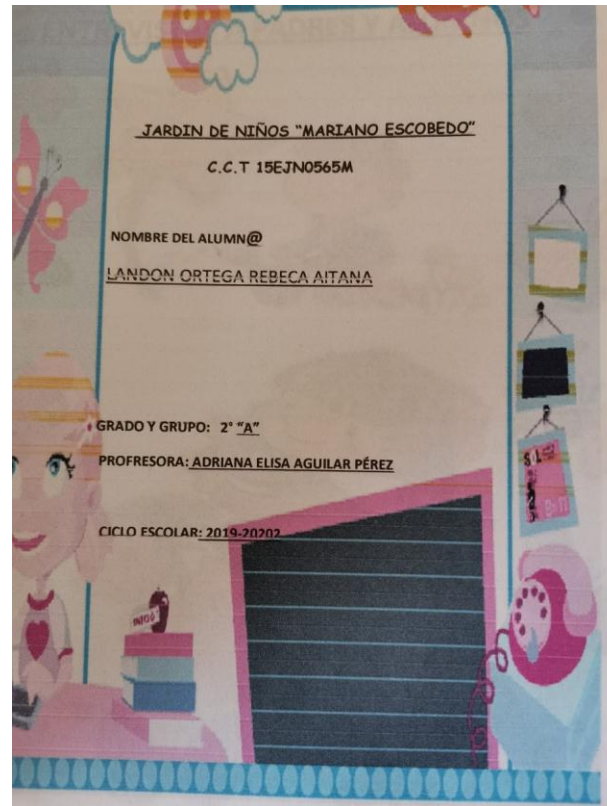 JARDIN DE NIÑOS "MARIANO ESCOBEDO"
C.C.T 15EJN0565M
NOMBRE DEL ALUMN@
LANDON ORTEGA REBECA AITANA
GRADO Y GRUPO: 2° "A"
PROFRESORA: ADRIANA ELISA AGUILAR PÉREZ
CICLO ESCOLAR: 2019-20202